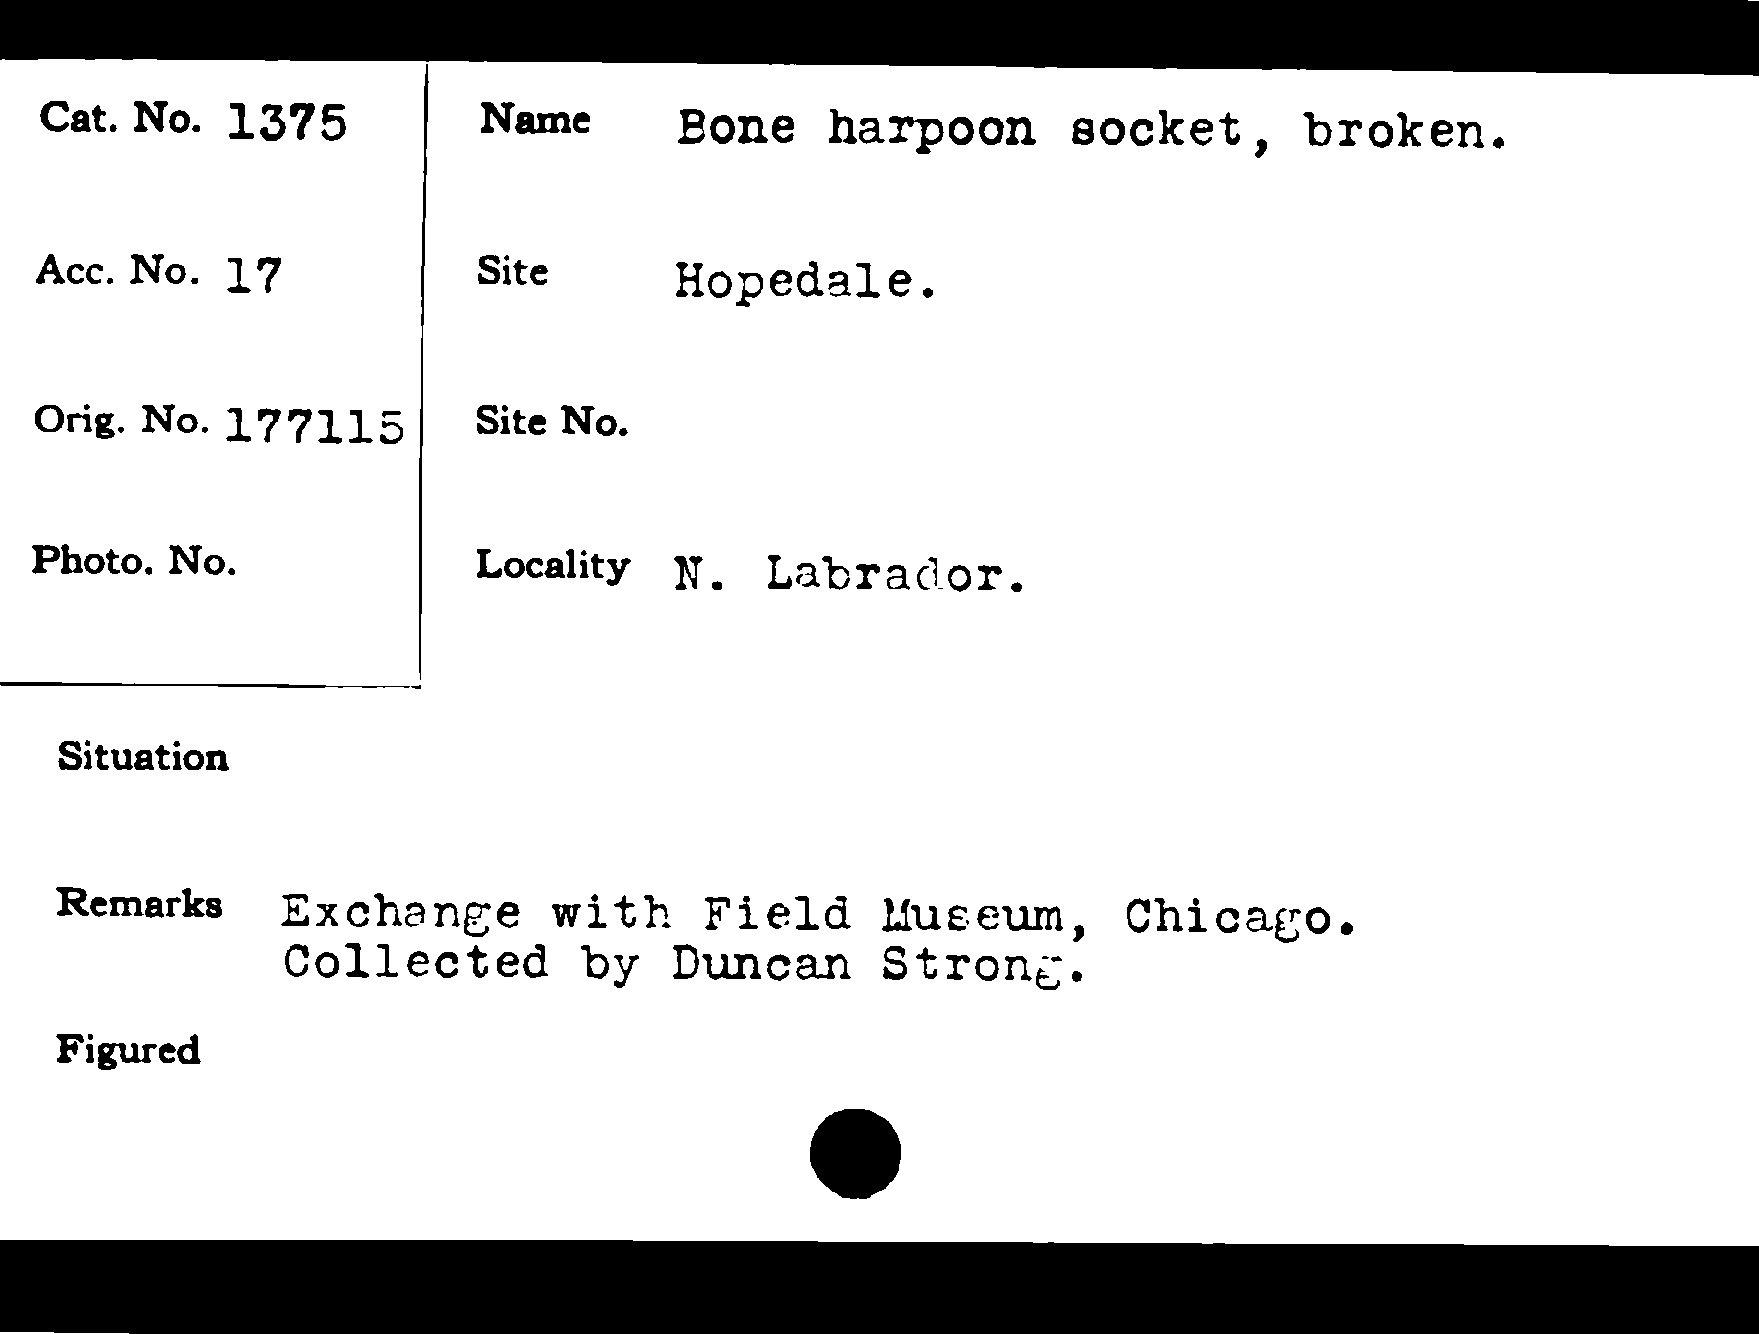 Cat. No. 1375
Name Bone harpoon socket, broken.
Acc. No. 17
Site Hopedale.
Orig. No. 177115
Site No.
Photo. No.
Locality N. Labrador.
Situation
Remarks Exchange with Field Museum, Chicago.
Collected by Duncan Strong.
Figured